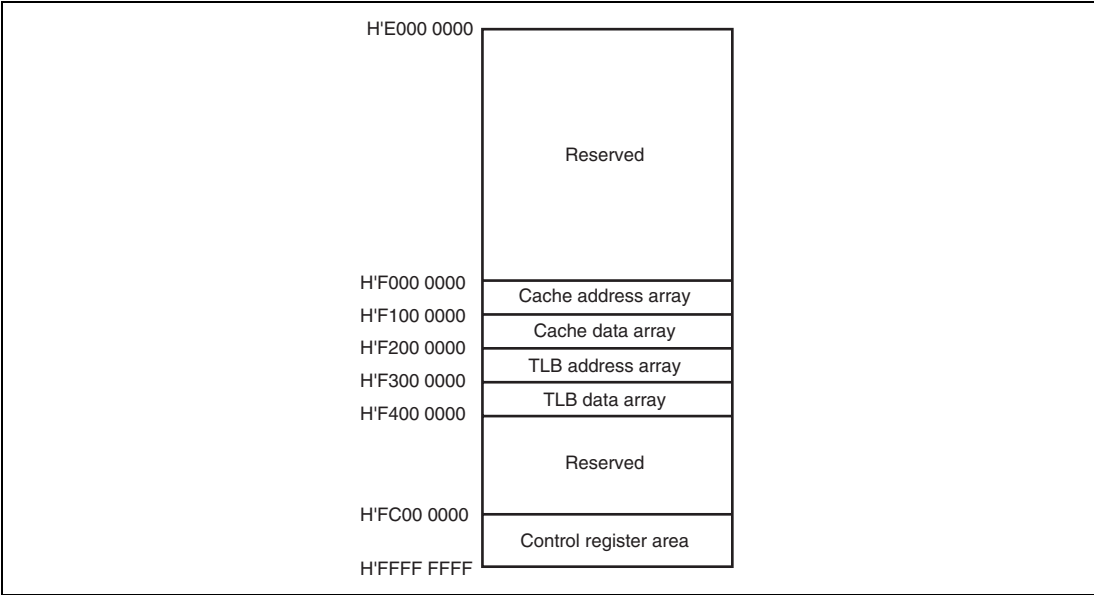 H'E000 0000
Reserved
H'F000 0000
Cache address array
H'F100 0000
Cache data array
H'F200 0000
TLB address array
H'F300 0000
TLB data array
H'F400 0000
Reserved
H'FC00 0000
Control register area
H'FFFF FFFF